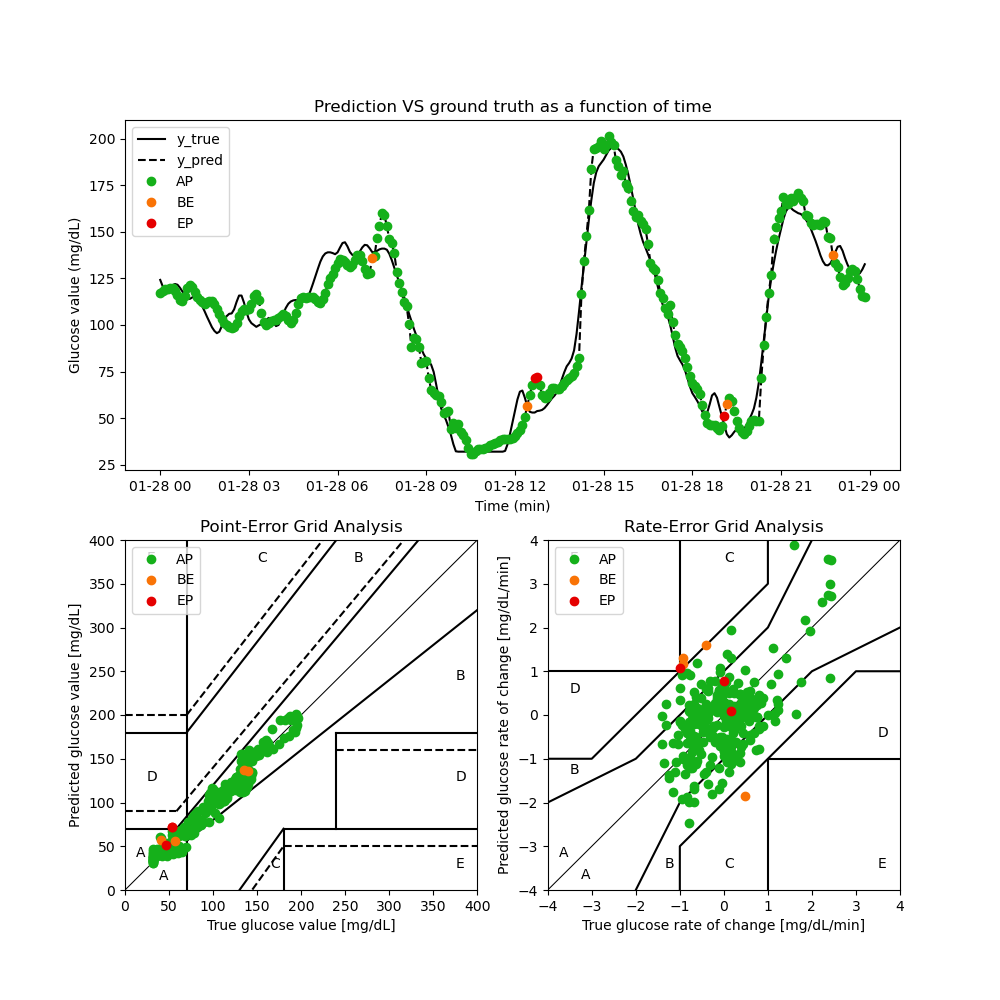 Prediction VS ground truth as a function of time
Glucose value (mg/dL)
200
175
150
125
100
75
50
25
y_true
y_pred
AP
BE
EP
01-28 00 01-28 03 01-28 06 01-28 09 01-28 12 01-28 15 01-28 18 01-28 21 01-29 00
Time (min)
Point-Error Grid Analysis
Predicted glucose value [mg/dL]
400
350
300
250
200
150
100
50
0
AP
BE
EP
C
B
B
D
D
A
A
C
E
0 50 100 150 200 250 300 350 400
True glucose value [mg/dL]
Rate-Error Grid Analysis
Predicted glucose rate of change [mg/dL/min]
4
3
2
1
0
−1
−2
−3
−4
AP
BE
EP
C
D
D
B
A
A
B
C
E
−4 −3 −2 −1 0 1 2 3 4
True glucose rate of change [mg/dL/min]